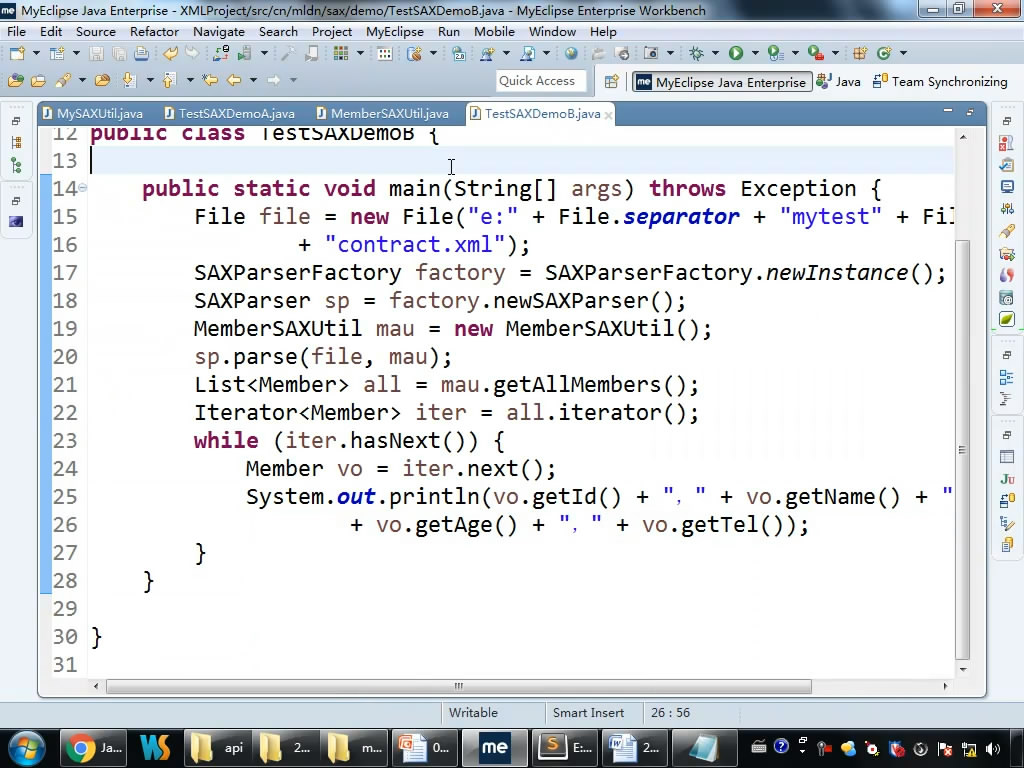 MyEclipse Java Enterprise - XMLProject/src/cn/mldn/sax/demo/TestSAXDemoB.java - MyEclipse Enterprise Workbench
File Edit Source Refactor Navigate Search Project MyEclipse Run Mobile Window Help
Quick Access MyEclipse Java Enterprise Java Team Synchronizing
MySAXUtil.java TestSAXDemoA.java MemberSAXUtil.java TestSAXDemoB.java
12 public class TestSAXDemoB {
13
14 public static void main(String[] args) throws Exception {
15 File file = new File("e:" + File.separator + "mytest" + Fil
16 + "contract.xml");
17 SAXParserFactory factory = SAXParserFactory.newInstance();
18 SAXParser sp = factory.newSAXParser();
19 MemberSAXUtil mau = new MemberSAXUtil();
20 sp.parse(file, mau);
21 List<Member> all = mau.getAllMembers();
22 Iterator<Member> iter = all.iterator();
23 while (iter.hasNext()) {
24 Member vo = iter.next();
25 System.out.println(vo.getId() + "，" + vo.getName() + "
26 + vo.getAge() + "，" + vo.getTel());
27 }
28 }
29
30 }
31
Writable Smart Insert 26 : 56
Ja... api 2... m... 0... me E:... 2...